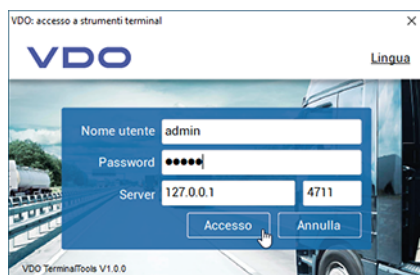 VDO: accesso a strumenti terminal
VDO
Lingua
Nome utente admin
Password •••••
Server 127.0.0.1 4711
Accesso Annulla
VDO TerminalTools V1.0.0